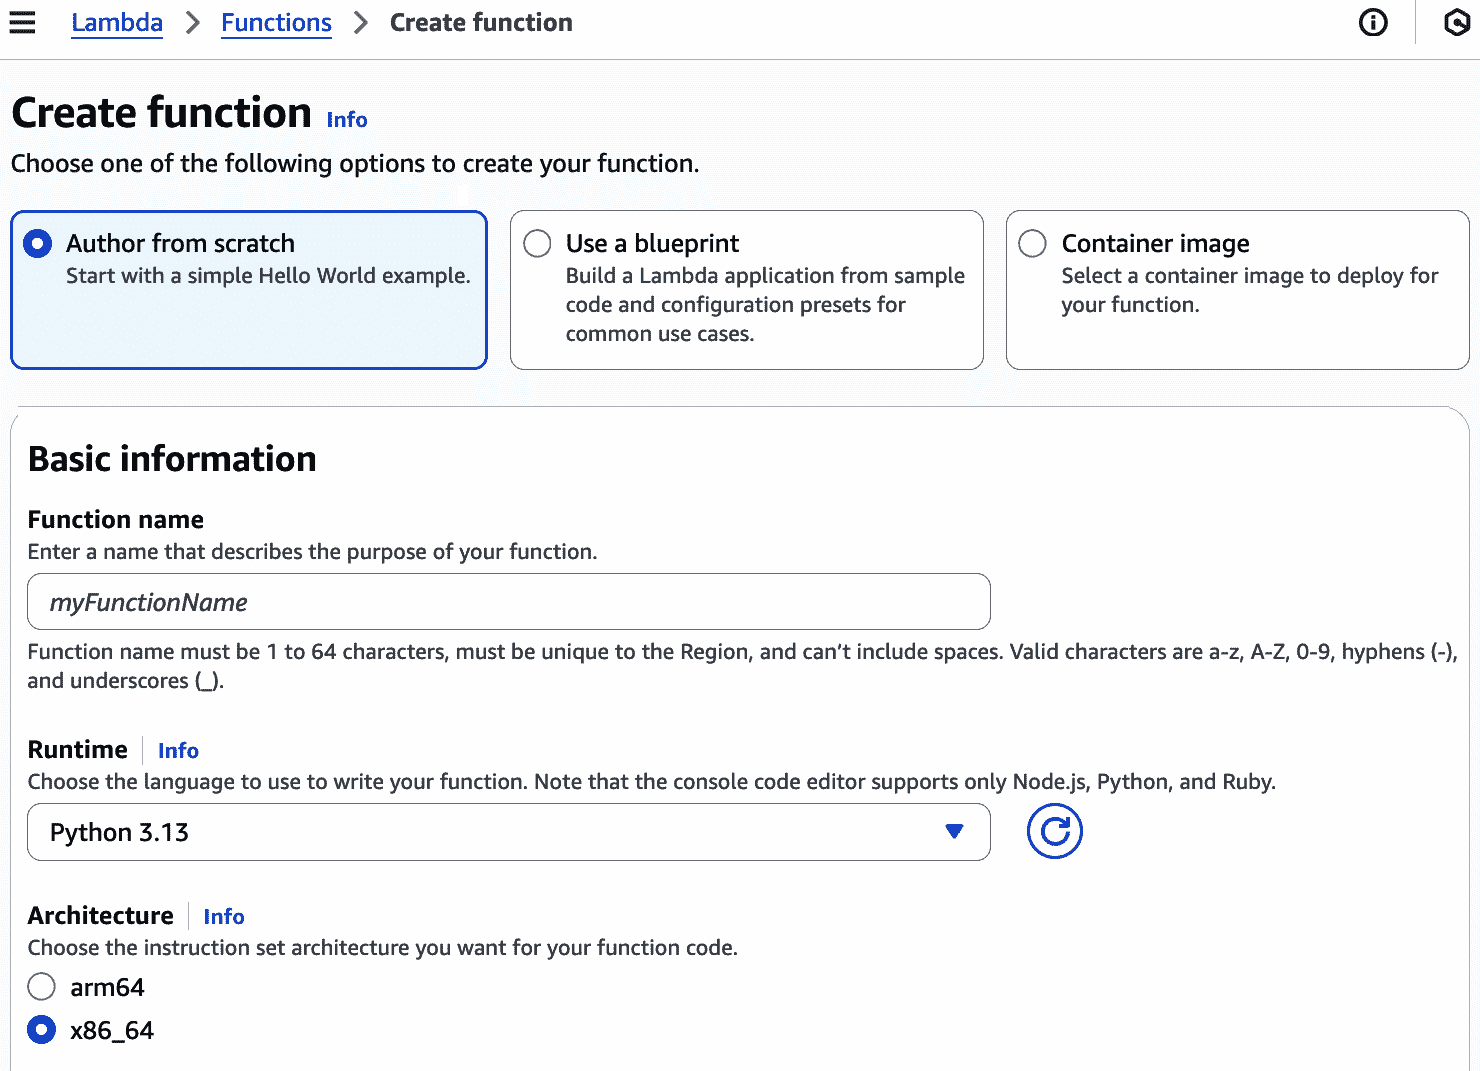 Lambda > Functions > Create function
Create function Info
Choose one of the following options to create your function.
Author from scratch
Start with a simple Hello World example.
Use a blueprint
Build a Lambda application from sample
code and configuration presets for
common use cases.
Container image
Select a container image to deploy for
your function.
Basic information
Function name
Enter a name that describes the purpose of your function.
myFunctionName
Function name must be 1 to 64 characters, must be unique to the Region, and can't include spaces. Valid characters are a-z, A-Z, 0-9, hyphens (-),
and underscores (_).
Runtime Info
Choose the language to use to write your function. Note that the console code editor supports only Node.js, Python, and Ruby.
Python 3.13
Architecture Info
Choose the instruction set architecture you want for your function code.
arm64
x86_64